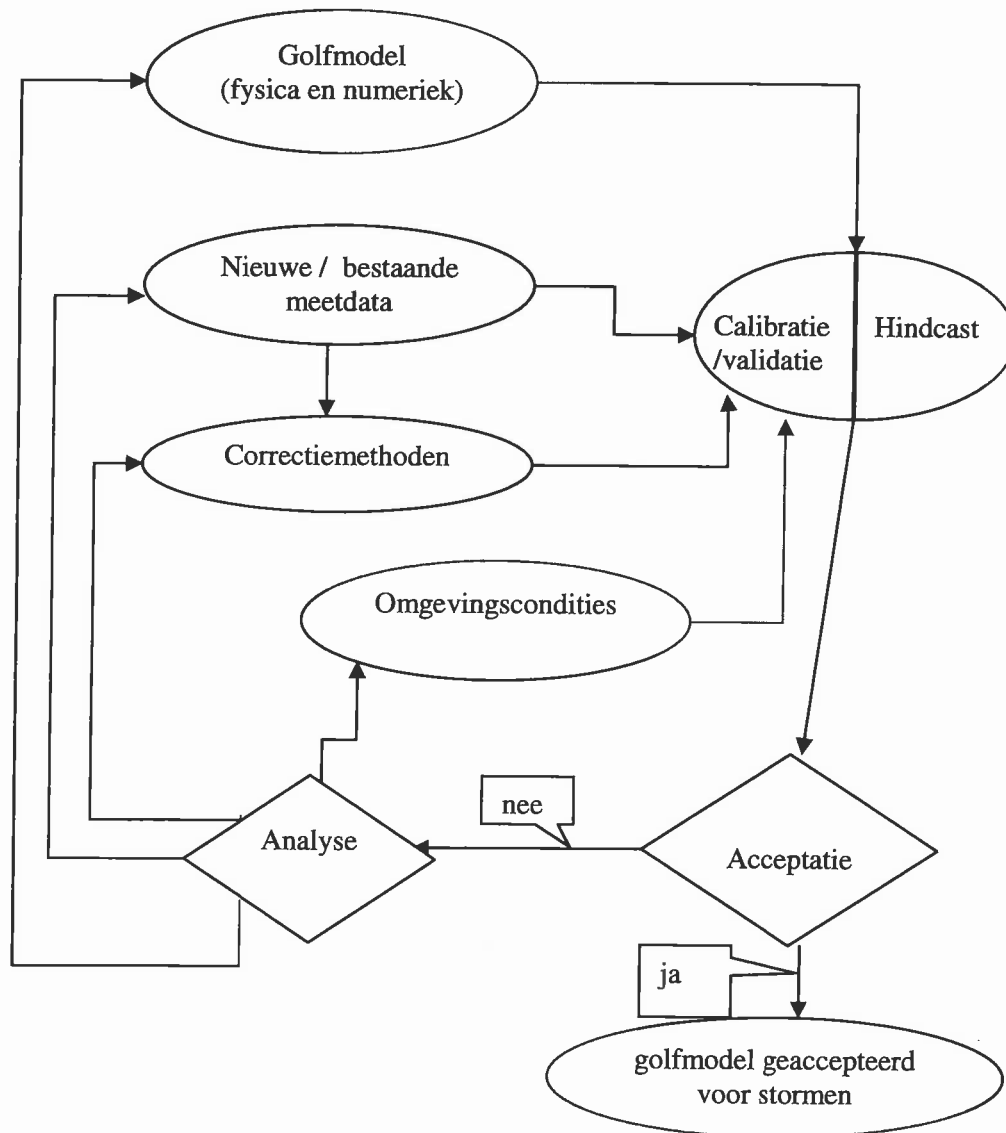 Golfmodel
(fysica en numeriek)
Nieuwe / bestaande
meetdata
Calibratie
/validatie
Hindcast
Correctiemethoden
Omgevingscondities
nee
Analyse
Acceptatie
ja
golfmodel geaccepteerd
voor stormen